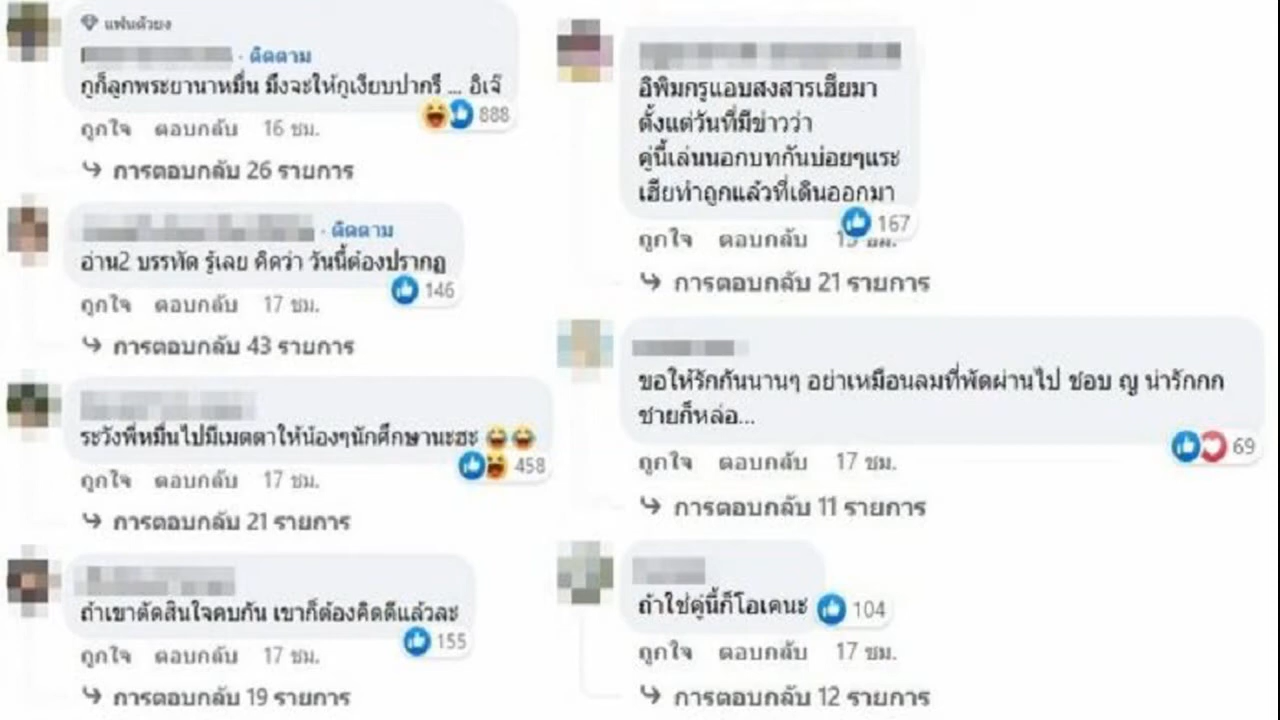 แฟนตัวยง
· ติดตาม
กูก็ลูกพระยานาหมื่น มึงจะให้กูเงียบปากรึ ... อิเจ๊
888
ถูกใจ ตอบกลับ 16 ชม.
การตอบกลับ 26 รายการ
· ติดตาม
อ่าน2 บรรทัด รู้เลย คิดว่า วันนี้ต้องปรากฏ
146
ถูกใจ ตอบกลับ 17 ชม.
การตอบกลับ 43 รายการ
ระวังพี่หมื่นไปมีเมตตาให้น้องๆนักศึกษานะฮะ 😂😂
458
ถูกใจ ตอบกลับ 17 ชม.
การตอบกลับ 21 รายการ
ถ้าเขาตัดสินใจคบกัน เขาก็ต้องคิดดีแล้วละ
155
ถูกใจ ตอบกลับ 17 ชม.
การตอบกลับ 19 รายการ
อิพิมกรูแอบสงสารเฮียมา
ตั้งแต่วันที่มีข่าวว่า
คู่นี้เล่นนอกบทกันบ่อยๆแระ
เฮียทำถูกแล้วที่เดินออกมา
167
ถูกใจ ตอบกลับ
การตอบกลับ 21 รายการ
ขอให้รักกันนานๆ อย่าเหมือนลมที่พัดผ่านไป ชอบ ญ น่ารักกก
ชายก็หล่อ...
69
ถูกใจ ตอบกลับ 17 ชม.
การตอบกลับ 11 รายการ
ถ้าใช่คู่นี้ก็โอเคนะ
104
ถูกใจ ตอบกลับ 17 ชม.
การตอบกลับ 12 รายการ